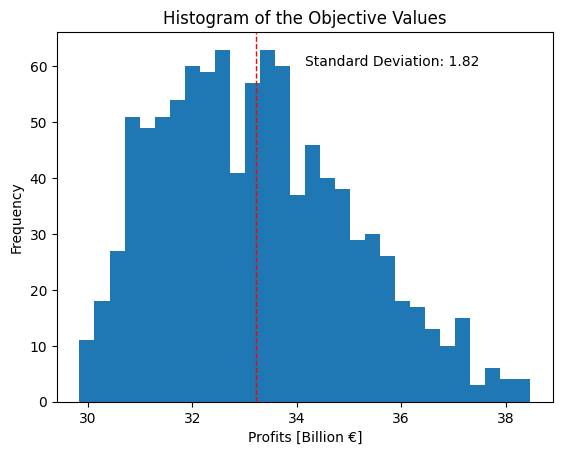 Histogram of the Objective Values
Standard Deviation: 1.82
60
50
40
30
20
10
0
Frequency
30 32 34 36 38
Profits [Billion €]